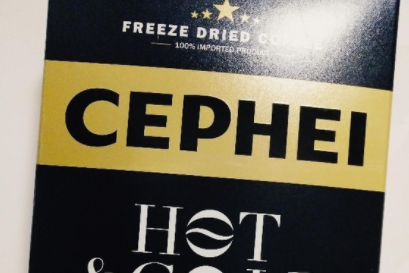 FREEZE DRIED
100% IMPORTED
CEPHEI
HOT
&